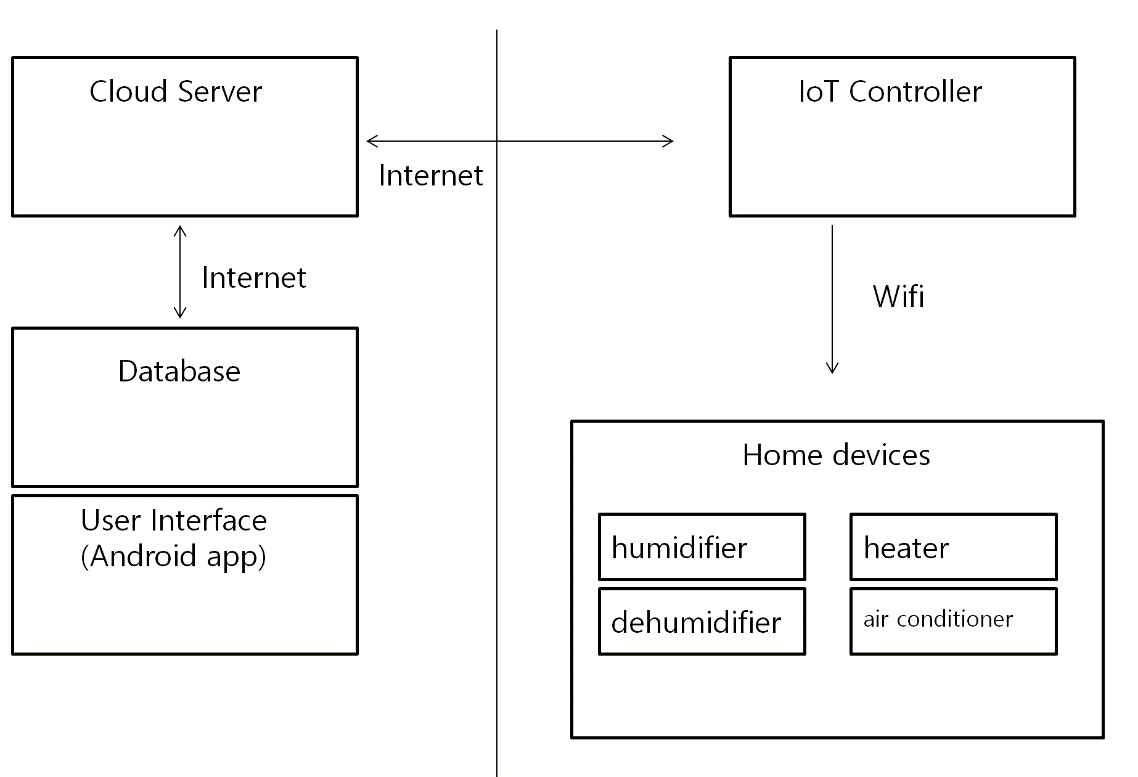 Cloud Server
IoT Controller
Internet
Internet
Wifi
Database
Home devices
User Interface
(Android app)
humidifier
heater
dehumidifier
air conditioner